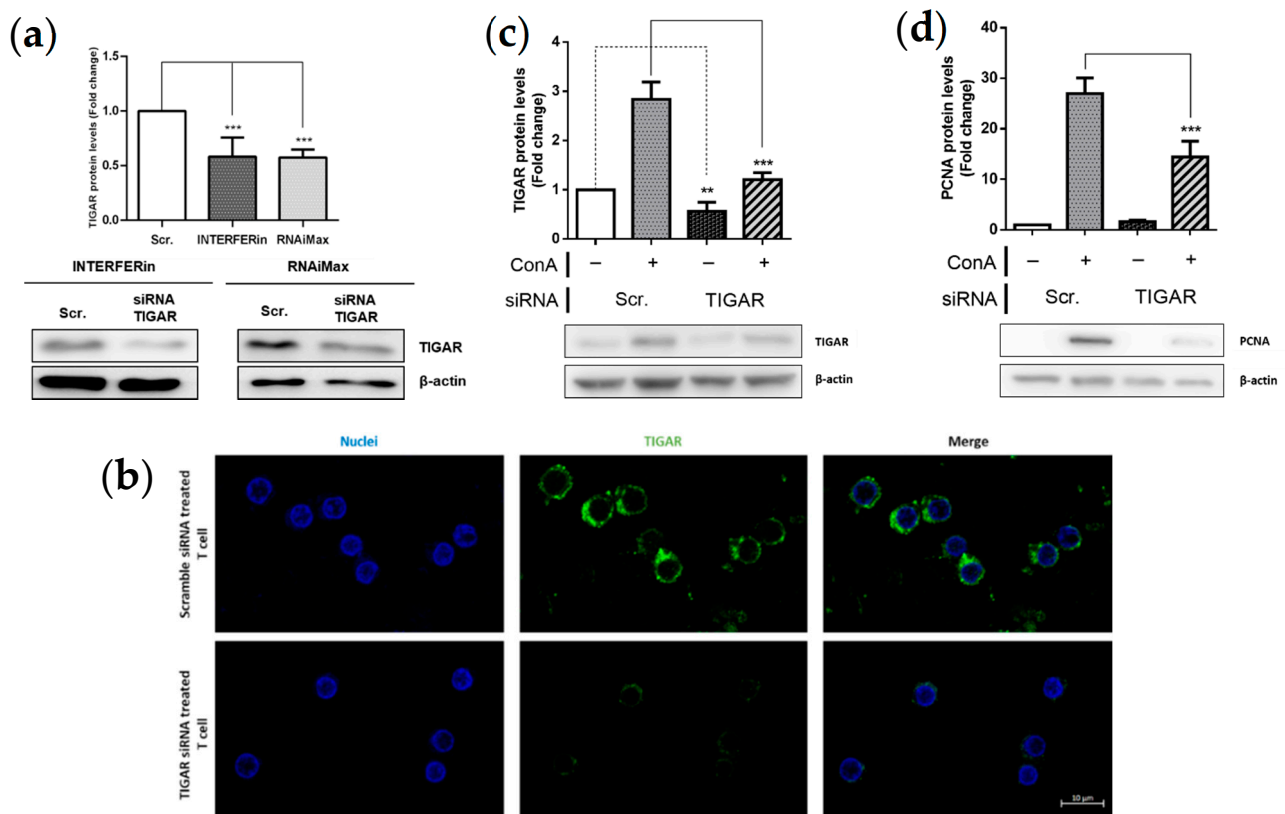 (a)
TIGAR protein levels (Fold change)
1.5
1.0
0.5
0.0
***
***
Scr.
INTERFERin
RNAiMax
INTERFERin
RNAiMax
Scr.
siRNA
TIGAR
Scr.
siRNA
TIGAR
TIGAR
β-actin
(c)
TIGAR protein levels
(Fold change)
4
3
2
1
0
**
***
ConA
–
+
–
+
siRNA
Scr.
TIGAR
TIGAR
β-actin
(d)
PCNA protein levels
(Fold change)
40
30
20
10
0
***
ConA
–
+
–
+
siRNA
Scr.
TIGAR
PCNA
β-actin
(b)
Nuclei
TIGAR
Merge
Scramble siRNA treated
T cell
TIGAR siRNA treated
T cell
10 μm